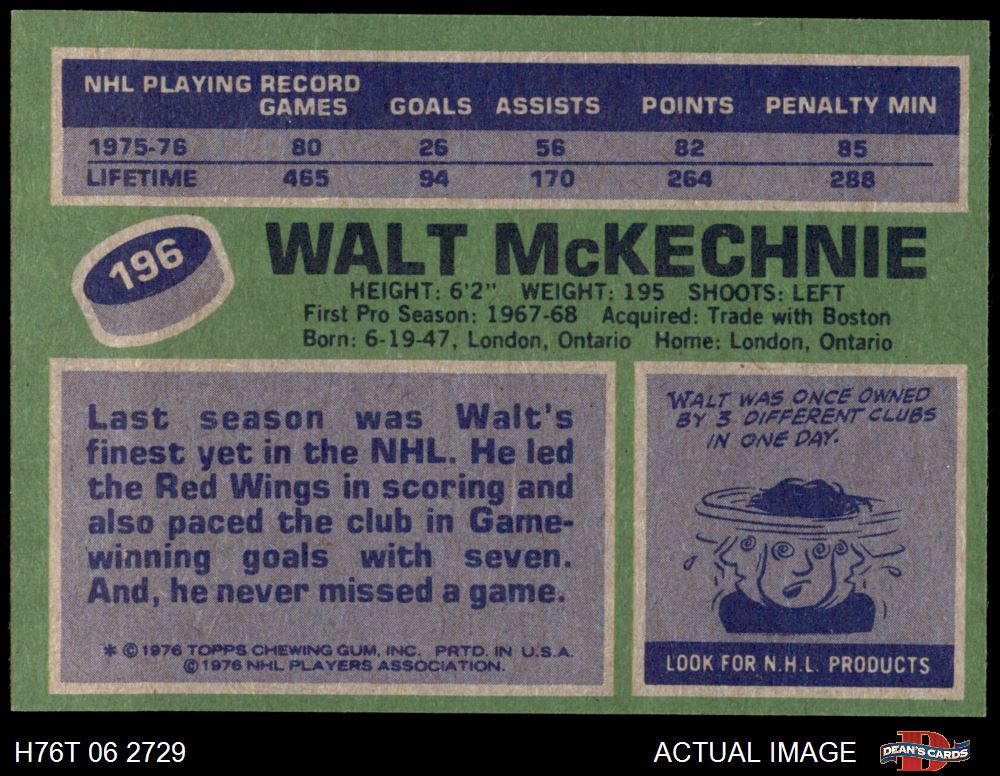 NHL PLAYING RECORD
GAMES GOALS ASSISTS POINTS PENALTY MIN
1975-76 80 26 56 82 85
LIFETIME 465 94 170 264 288
196
WALT McKECHNIE
HEIGHT: 6'2" WEIGHT: 195 SHOOTS: LEFT
First Pro Season: 1967-68 Acquired: Trade with Boston
Born: 6-19-47, London, Ontario Home: London, Ontario
Last season was Walt's
finest yet in the NHL. He led
the Red Wings in scoring and
also paced the club in Game-
winning goals with seven.
And, he never missed a game.
* © 1976 TOPPS CHEWING GUM, INC. PRTD. IN U.S.A.
© 1976 NHL PLAYERS ASSOCIATION.
WALT WAS ONCE OWNED
BY 3 DIFFERENT CLUBS
IN ONE DAY.
LOOK FOR N.H.L. PRODUCTS
H76T 06 2729
ACTUAL IMAGE
DEAN'S CARDS